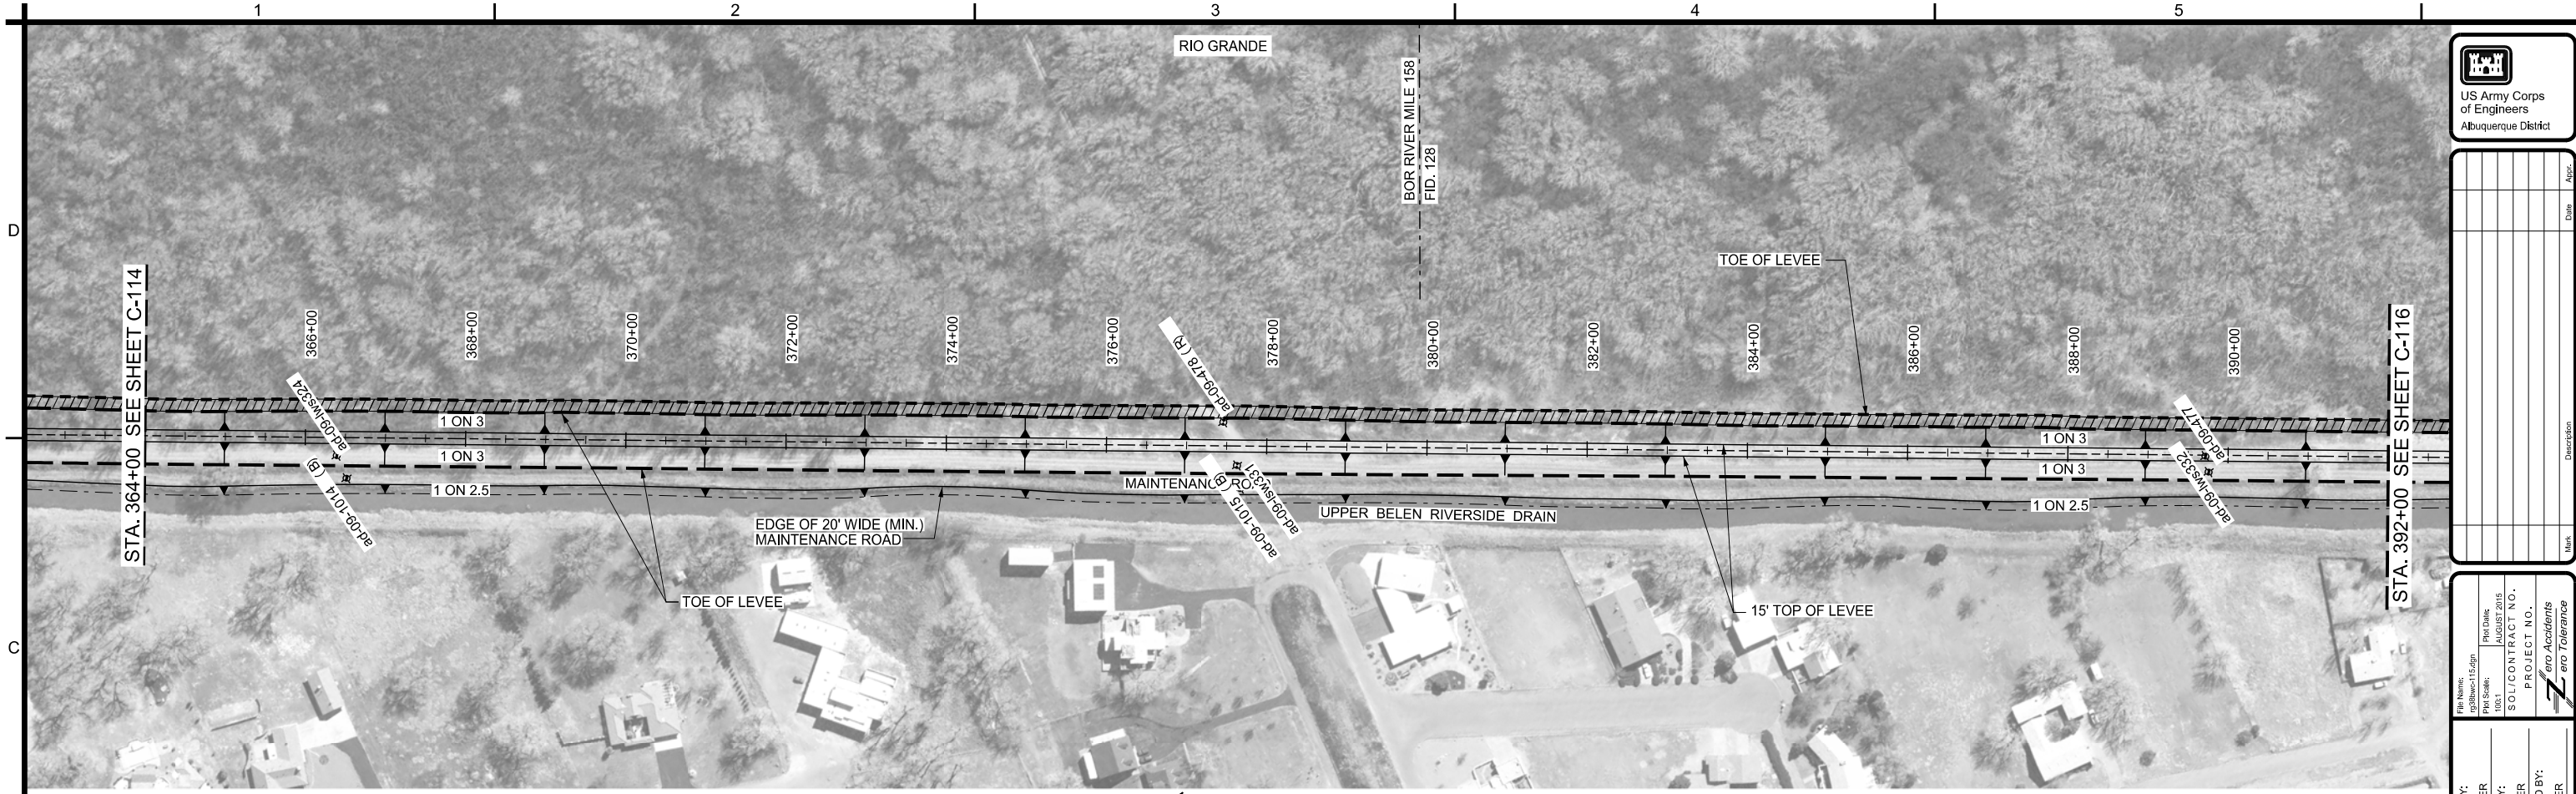 1
2
3
4
5
D
C
RIO GRANDE
BOR RIVER MILE 158
FID. 128
TOE OF LEVEE
STA. 364+00 SEE SHEET C-114
366+00
368+00
370+00
372+00
374+00
376+00
378+00
380+00
382+00
384+00
386+00
388+00
390+00
STA. 392+00 SEE SHEET C-116
ad-09-lws324
ad-09-1014 (B)
ad-09-478 (R)
ad-09-1015 (B)
ad-09-lsw331
ad-09-477
ad-09-lws332
1 ON 3
1 ON 3
1 ON 2.5
1 ON 3
1 ON 3
1 ON 2.5
MAINTENANC
UPPER BELEN RIVERSIDE DRAIN
EDGE OF 20' WIDE (MIN.)
MAINTENANCE ROAD
TOE OF LEVEE
15' TOP OF LEVEE
US Army Corps
of Engineers
Albuquerque District
Appr.
Date
Description
Mark
File Name:
rg38bwc-115.dgn
Plot Scale:
100:1
Plot Date:
AUGUST 2015
SOL/CONTRACT NO.
PROJECT NO.
Zero Accidents
Zero Tolerance